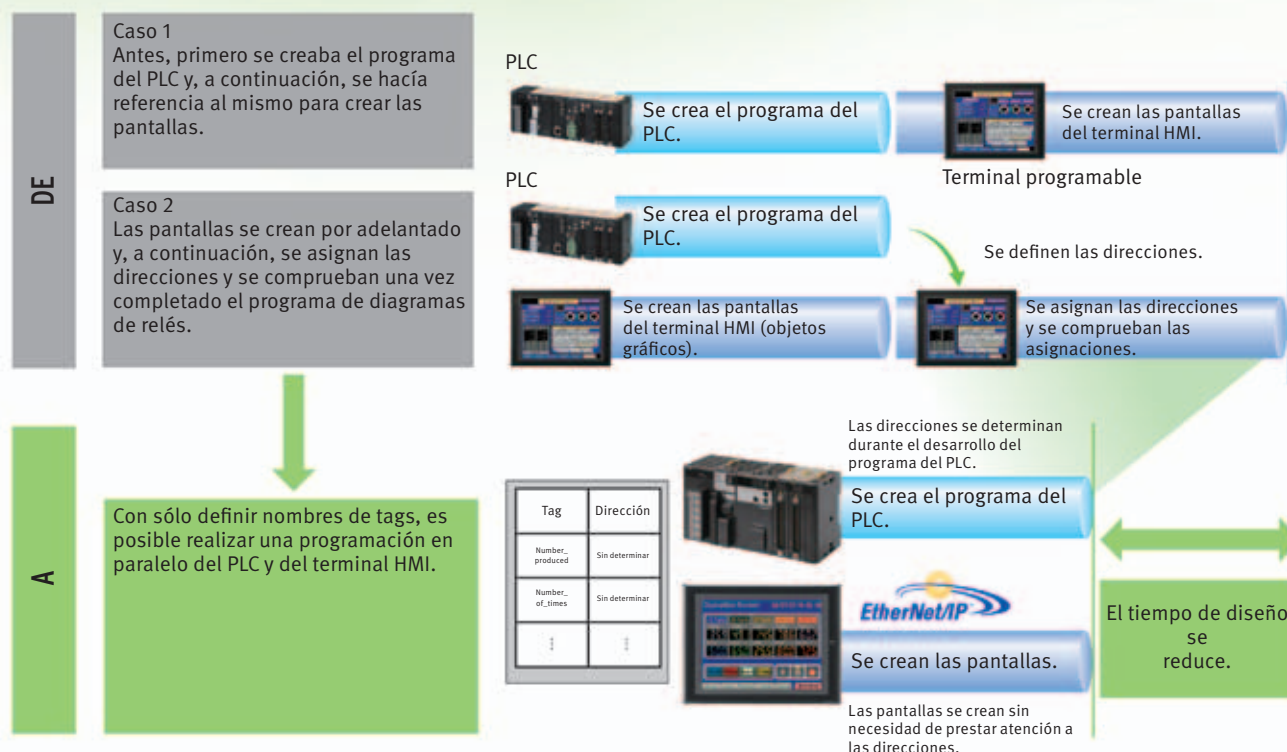 DE
Caso 1
Antes, primero se creaba el programa
del PLC y, a continuación, se hacía
referencia al mismo para crear las
pantallas.
PLC
Se crea el programa del
PLC.
Se crean las pantallas
del terminal HMI.
Terminal programable
Caso 2
Las pantallas se crean por adelantado
y, a continuación, se asignan las
direcciones y se comprueban una vez
completado el programa de diagramas
de relés.
PLC
Se crea el programa del
PLC.
Se definen las direcciones.
Se crean las pantallas
del terminal HMI (objetos
gráficos).
Se asignan las direcciones
y se comprueban las
asignaciones.
A
Con sólo definir nombres de tags, es
posible realizar una programación en
paralelo del PLC y del terminal HMI.
Tag Dirección
Number_
produced
Sin determinar
Number_
of_times
Sin determinar
Las direcciones se determinan
durante el desarrollo del
programa del PLC.
Se crea el programa del
PLC.
EtherNet/IP
Se crean las pantallas.
Las pantallas se crean sin
necesidad de prestar atención a
las direcciones.
El tiempo de diseño
se
reduce.